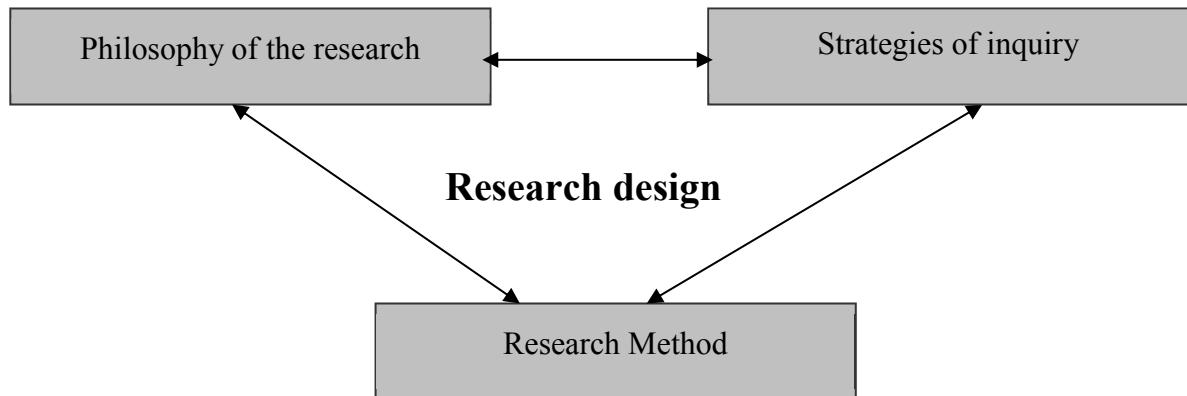 Philosophy of the research
Strategies of inquiry
Research design
Research Method